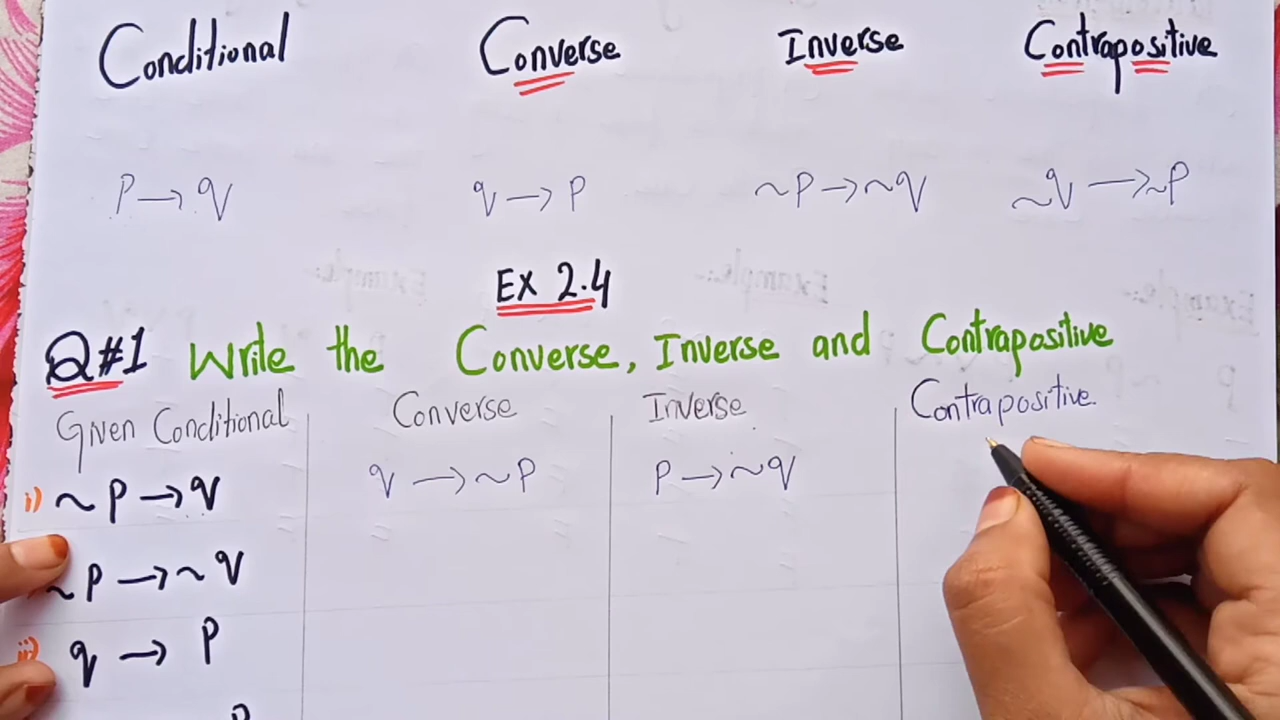 Conditional Converse Inverse Contrapositive
P → q q → P ~P → ~q ~q → ~P
Ex 2.4
Q#1 Write the Converse, Inverse and Contrapositive
Given Conditional Converse Inverse Contrapositive
i) ~P → q q → ~P P → ~q
~P → ~q
q → P